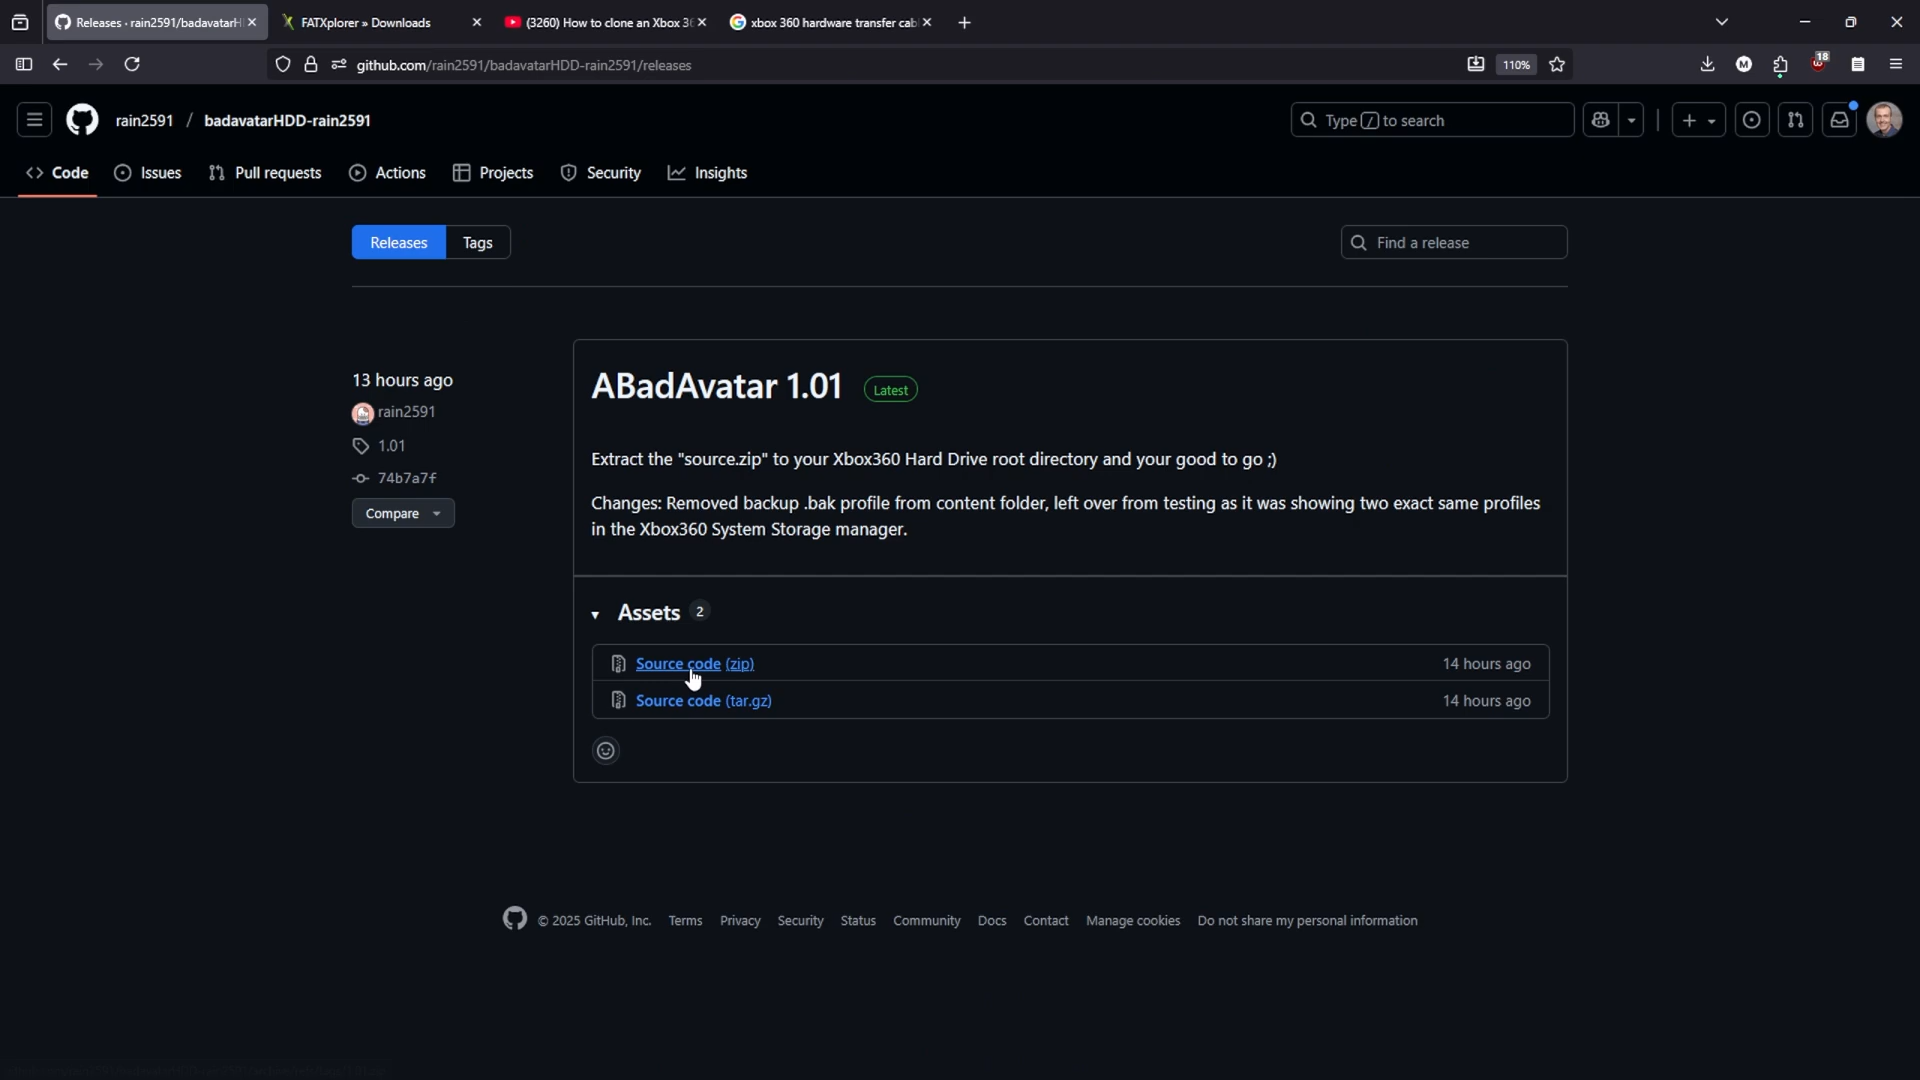 Releases · rain2591/badavatarH
FATXplorer » Downloads
(3260) How to clone an Xbox 36
xbox 360 hardware transfer cab
github.com/rain2591/badavatarHDD-rain2591/releases
110%
18
M
rain2591 / badavatarHDD-rain2591
Type / to search
Code
Issues
Pull requests
Actions
Projects
Security
Insights
Releases
Tags
Find a release
13 hours ago
rain2591
1.01
74b7a7f
Compare
ABadAvatar 1.01
Latest
Extract the "source.zip" to your Xbox360 Hard Drive root directory and your good to go ;)
Changes: Removed backup .bak profile from content folder, left over from testing as it was showing two exact same profiles
in the Xbox360 System Storage manager.
Assets 2
Source code (zip)
14 hours ago
Source code (tar.gz)
14 hours ago
© 2025 GitHub, Inc. Terms Privacy Security Status Community Docs Contact Manage cookies Do not share my personal information